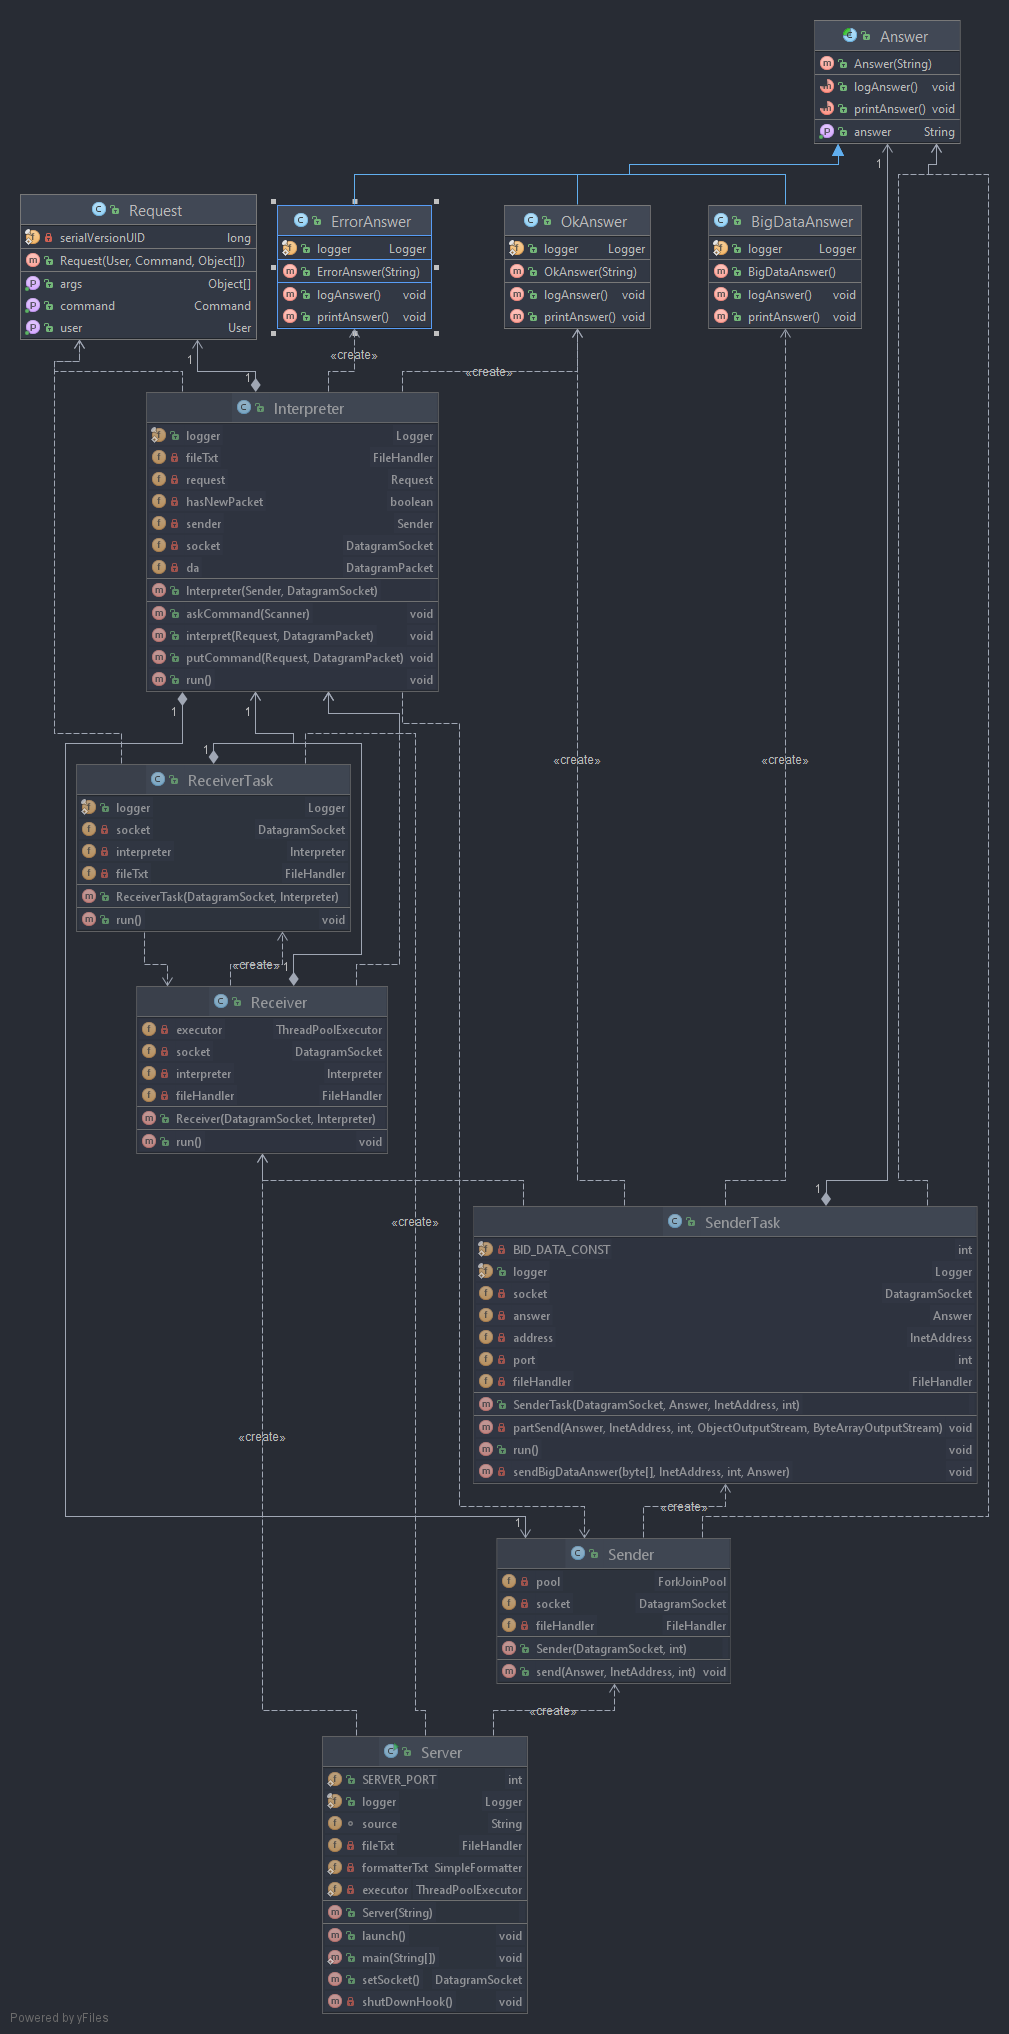 Answer
Answer(String)
logAnswer() void
printAnswer() void
answer String
1
Request
serialVersionUID long
Request(User, Command, Object[])
args Object[]
command Command
user User
ErrorAnswer
logger Logger
ErrorAnswer(String)
logAnswer() void
printAnswer() void
OkAnswer
logger Logger
OkAnswer(String)
logAnswer() void
printAnswer() void
BigDataAnswer
logger Logger
BigDataAnswer()
logAnswer() void
printAnswer() void
1
1
«create»
«create»
Interpreter
logger Logger
fileTxt FileHandler
request Request
hasNewPacket boolean
sender Sender
socket DatagramSocket
da DatagramPacket
Interpreter(Sender, DatagramSocket)
askCommand(Scanner) void
interpret(Request, DatagramPacket) void
putCommand(Request, DatagramPacket) void
run() void
1
1
1
«create»
«create»
ReceiverTask
logger Logger
socket DatagramSocket
interpreter Interpreter
fileTxt FileHandler
ReceiverTask(DatagramSocket, Interpreter)
run() void
«create»
1
Receiver
executor ThreadPoolExecutor
socket DatagramSocket
interpreter Interpreter
fileHandler FileHandler
Receiver(DatagramSocket, Interpreter)
run() void
1
«create»
SenderTask
BID_DATA_CONST int
logger Logger
socket DatagramSocket
answer Answer
address InetAddress
port int
fileHandler FileHandler
SenderTask(DatagramSocket, Answer, InetAddress, int)
partSend(Answer, InetAddress, int, ObjectOutputStream, ByteArrayOutputStream) void
run() void
sendBigDataAnswer(byte[], InetAddress, int, Answer) void
«create»
«create»
1
Sender
pool ForkJoinPool
socket DatagramSocket
fileHandler FileHandler
Sender(DatagramSocket, int)
send(Answer, InetAddress, int) void
«create»
Server
SERVER_PORT int
logger Logger
source String
fileTxt FileHandler
formatterTxt SimpleFormatter
executor ThreadPoolExecutor
Server(String)
launch() void
main(String[]) void
setSocket() DatagramSocket
shutDownHook() void
Powered by yFiles